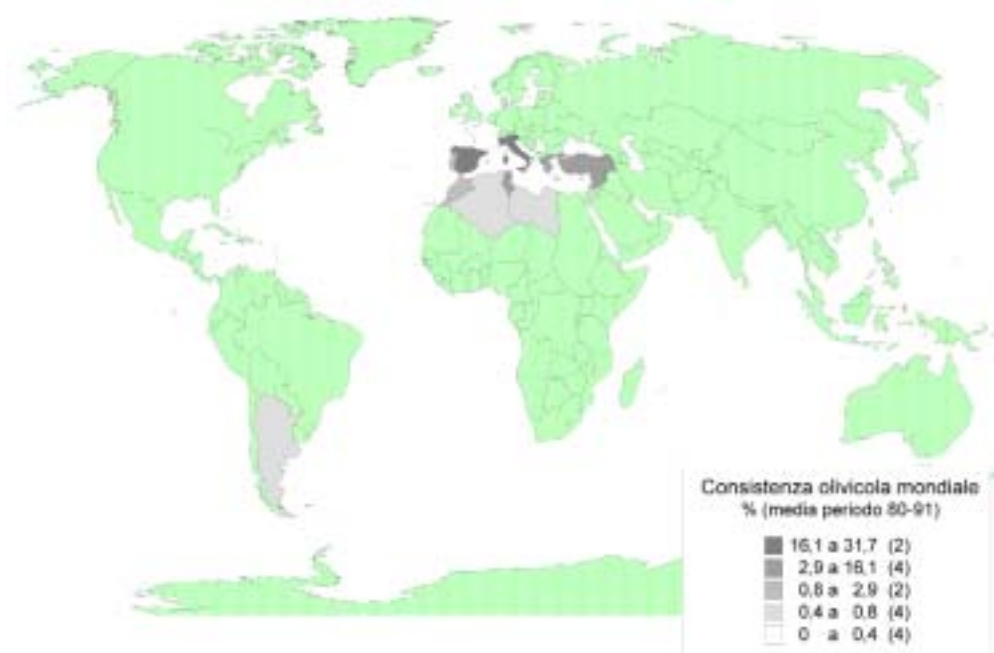 Consistenza olivicola mondiale
% (media periodo 80-91)
16,1 a 31,7 (2)
2,9 a 16,1 (4)
0,8 a 2,9 (2)
0,4 a 0,8 (4)
0 a 0,4 (4)